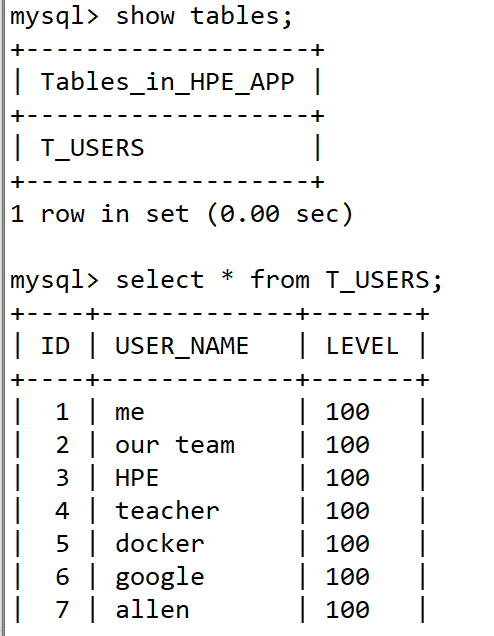 mysql> show tables;
+-------------------+
| Tables_in_HPE_APP |
+-------------------+
| T_USERS           |
+-------------------+
1 row in set (0.00 sec)
mysql> select * from T_USERS;
+----+-------------+-------+
| ID | USER_NAME   | LEVEL |
+----+-------------+-------+
|  1 | me          | 100   |
|  2 | our team    | 100   |
|  3 | HPE         | 100   |
|  4 | teacher     | 100   |
|  5 | docker      | 100   |
|  6 | google      | 100   |
|  7 | allen       | 100   |